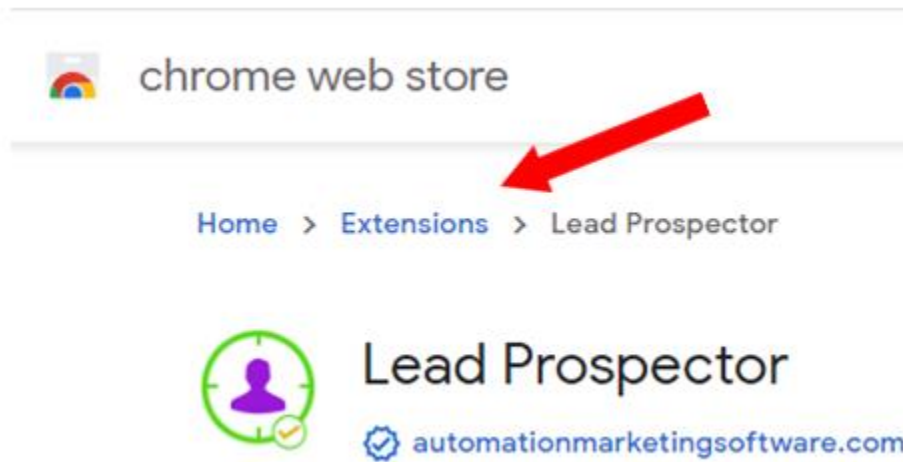 chrome web store
Home > Extensions > Lead Prospector
Lead Prospector
automationmarketingsoftware.com